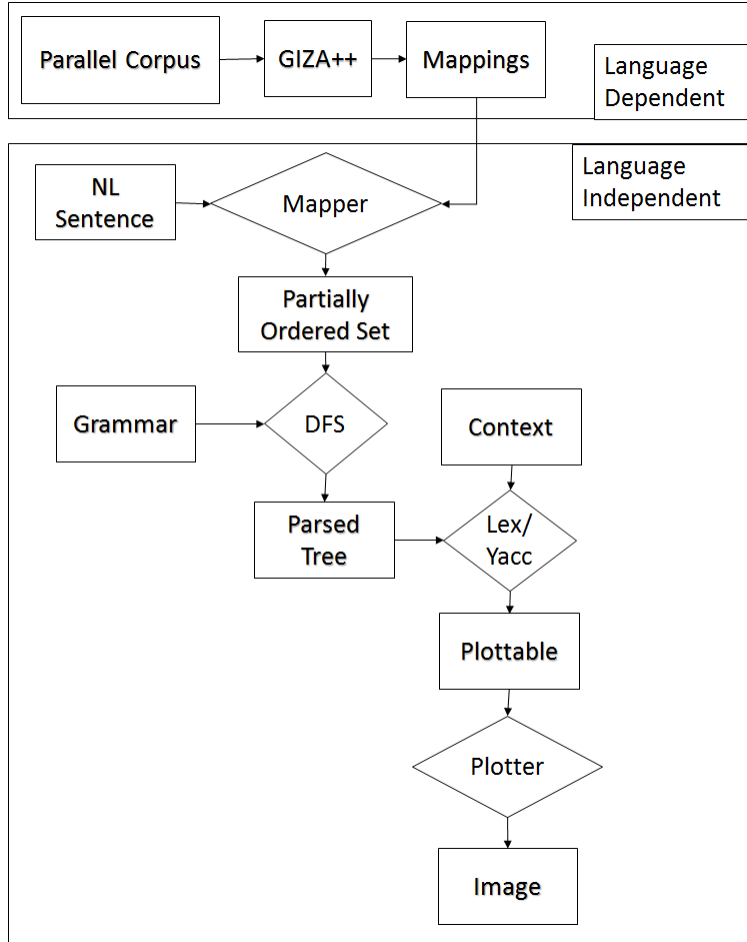 Parallel Corpus
GIZA++
Mappings
Language
Dependent
Language
Independent
NL
Sentence
Mapper
Partially
Ordered Set
Grammar
DFS
Context
Parsed
Tree
Lex/
Yacc
Plottable
Plotter
Image